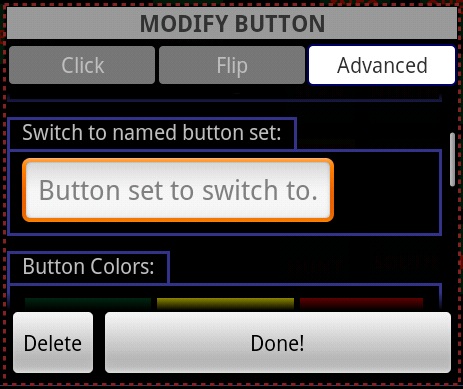 MODIFY BUTTON
Click Flip Advanced
Switch to named button set:
Button set to switch to.
Button Colors:
Delete Done!